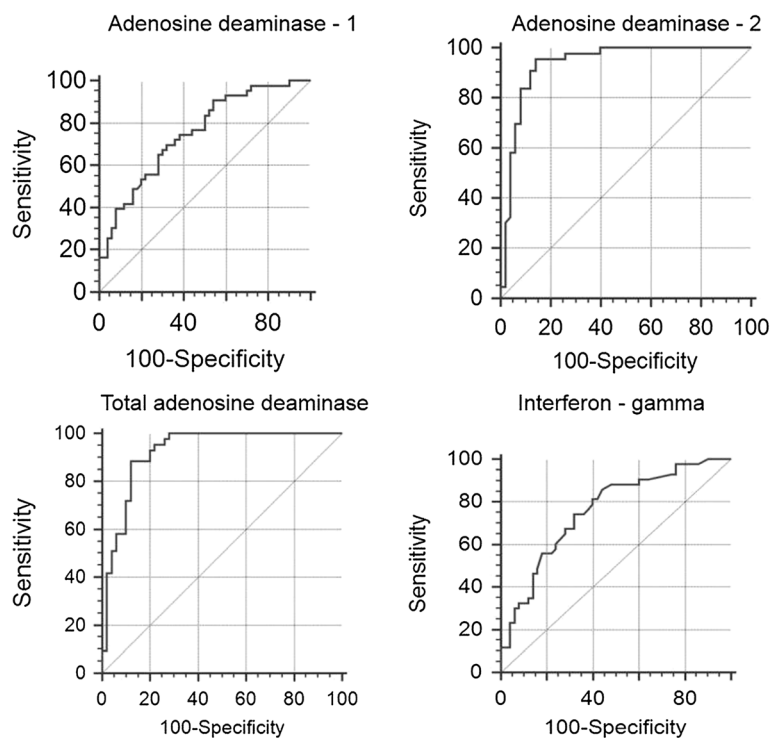 Adenosine deaminase - 1
Sensitivity
100
80
60
40
20
0
0 40 80
100-Specificity
Adenosine deaminase - 2
Sensitivity
100
80
60
40
20
0
0 20 40 60 80 100
100-Specificity
Total adenosine deaminase
Sensitivity
100
80
60
40
20
0
0 20 40 60 80 100
100-Specificity
Interferon - gamma
Sensitivity
100
80
60
40
20
0
0 40 80
100-Specificity